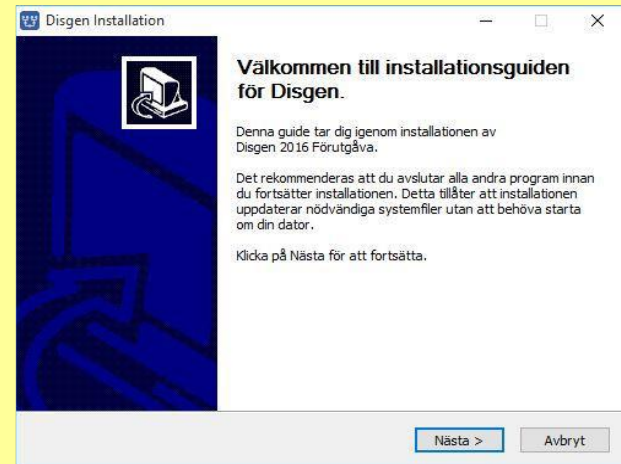 Disgen Installation
Välkommen till installationsguiden
för Disgen.
Denna guide tar dig igenom installationen av
Disgen 2016 Förutgåva.
Det rekommenderas att du avslutar alla andra program innan
du fortsätter installationen. Detta tillåter att installationen
uppdaterar nödvändiga systemfiler utan att behöva starta
om din dator.
Klicka på Nästa för att fortsätta.
Nästa >
Avbryt